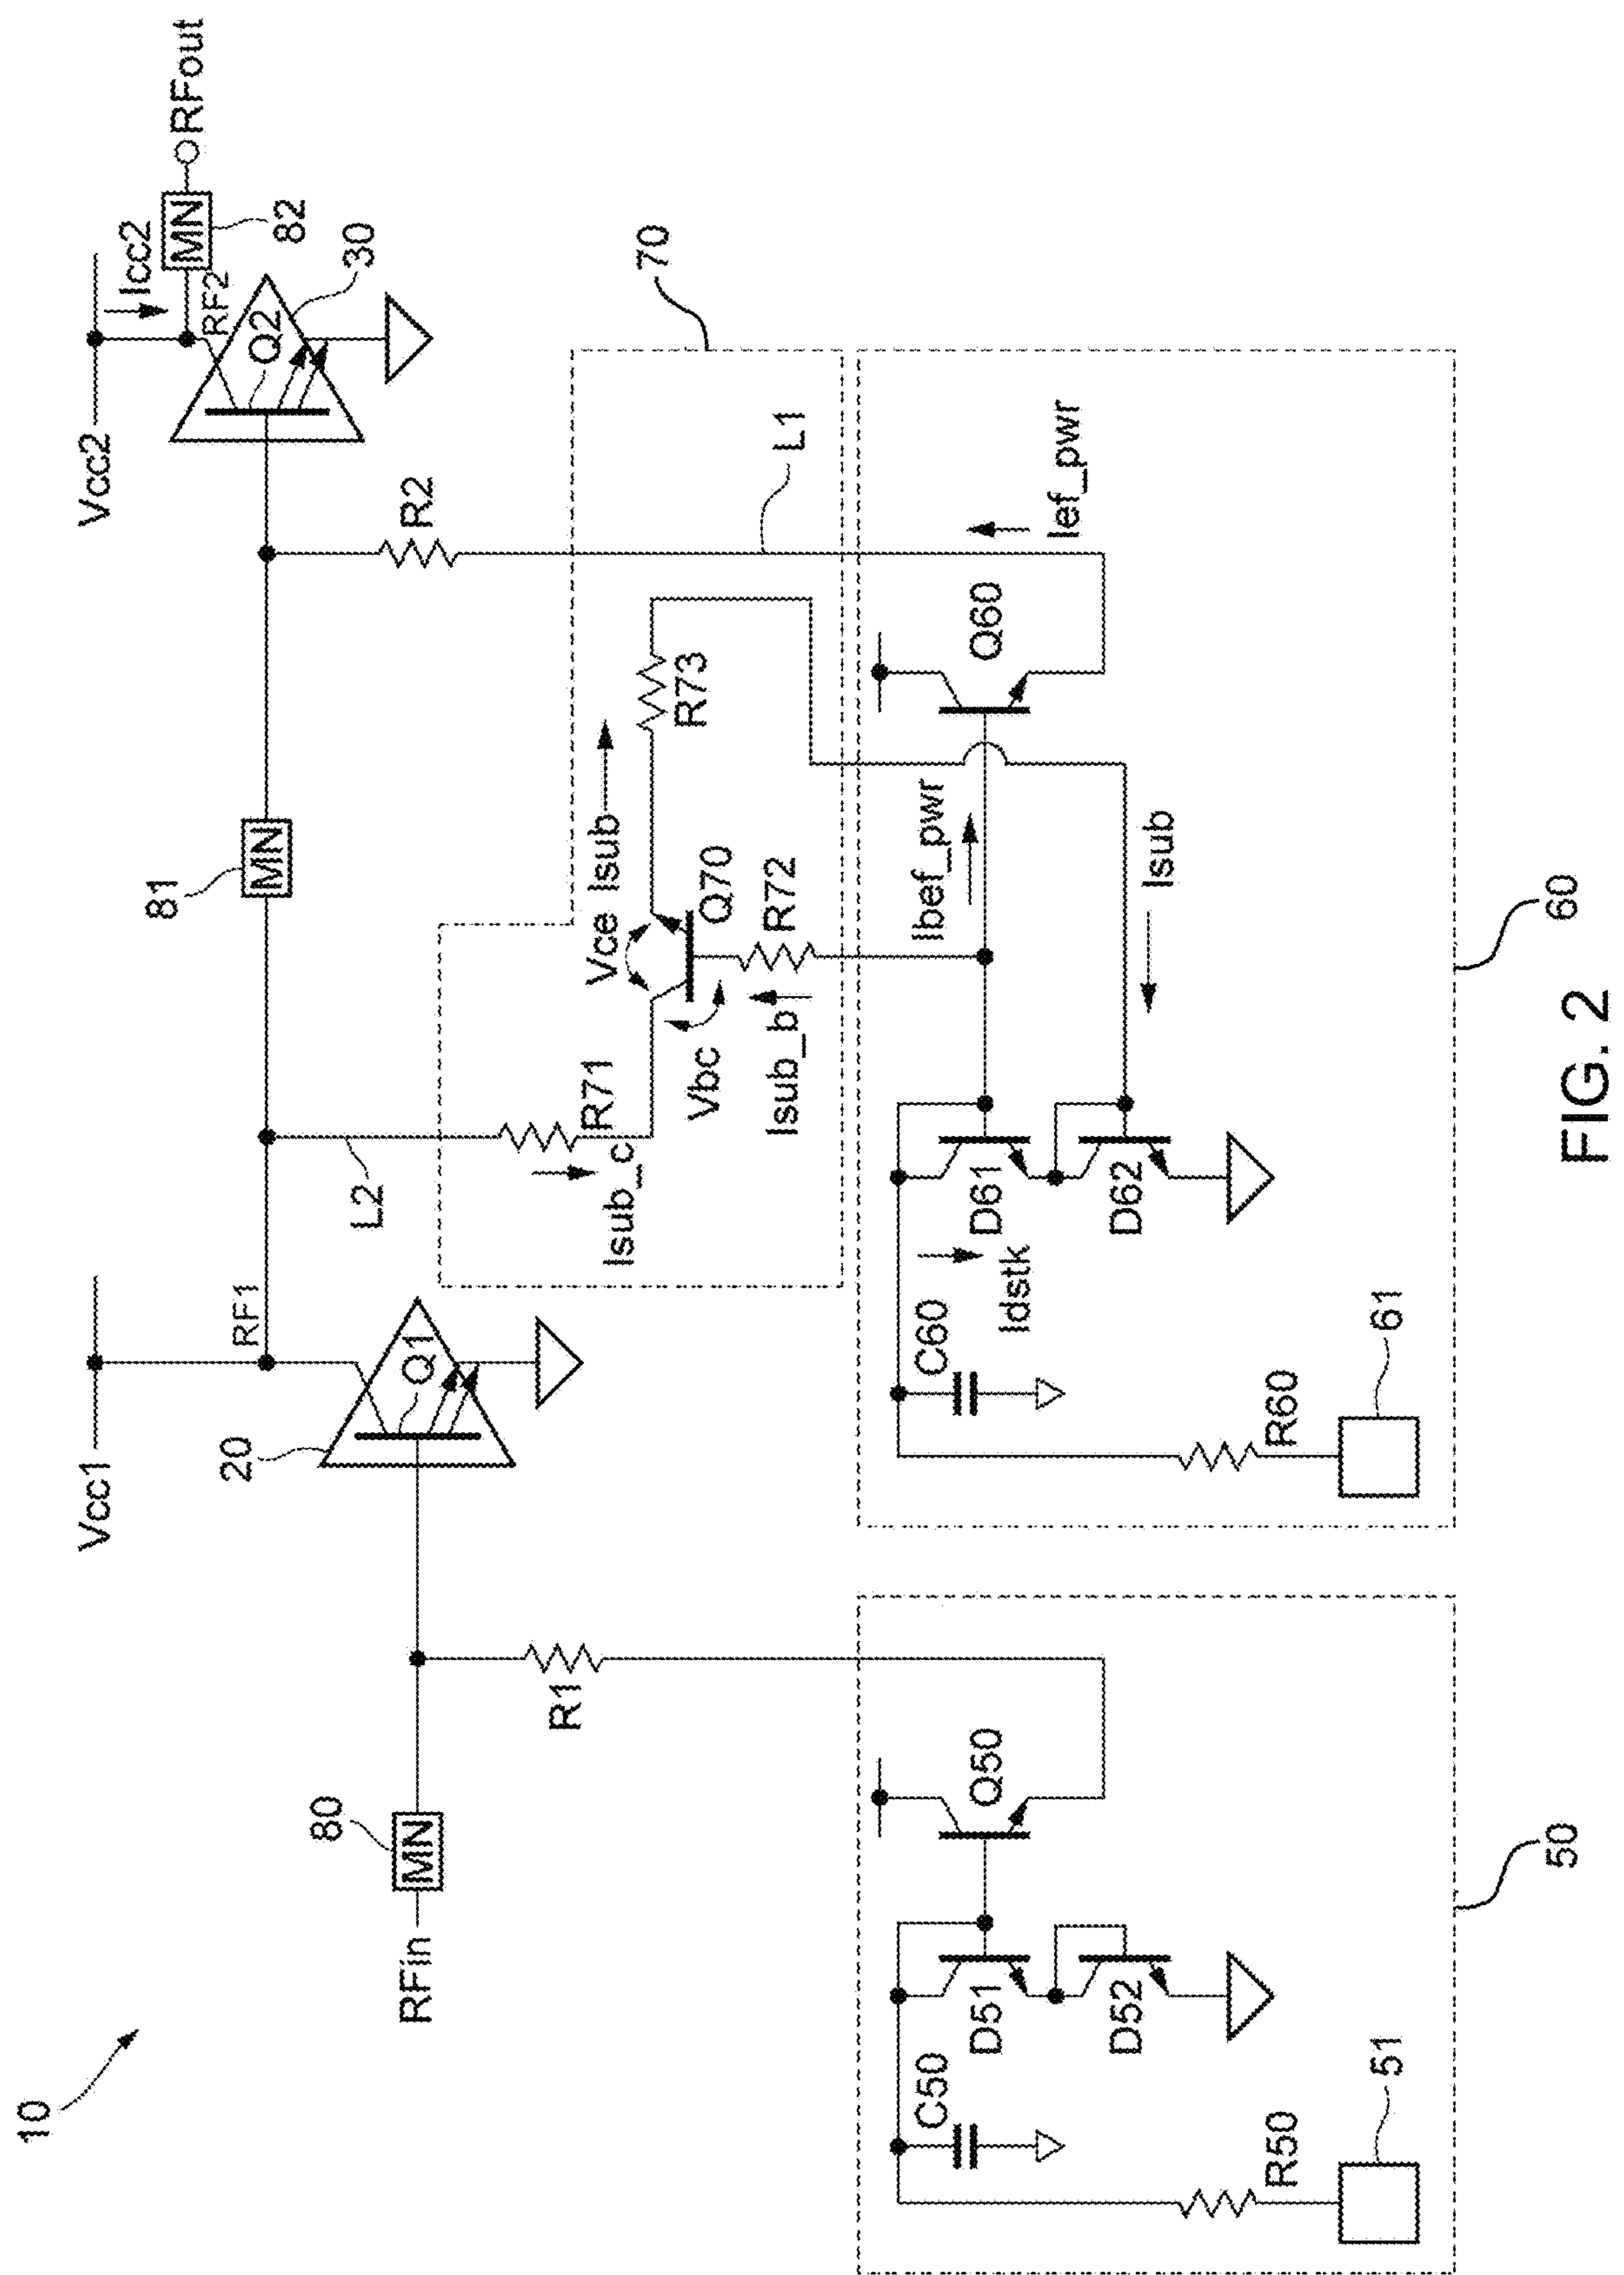 10
Vcc1
Vcc2
Icc2
RFout
MN
82
RF2
Q2
30
81
MN
RF1
20
Q1
L2
R2
70
80
MN
RFin
R1
R71
Isub_c
Vce
Isub
R73
L1
Vbc
Q70
Isub_b
R72
C50
D51
D52
Q50
R50
51
50
C60
Idstk
D61
D62
Ibef_pwr
Q60
Ief_pwr
Isub
R60
61
60
FIG. 2